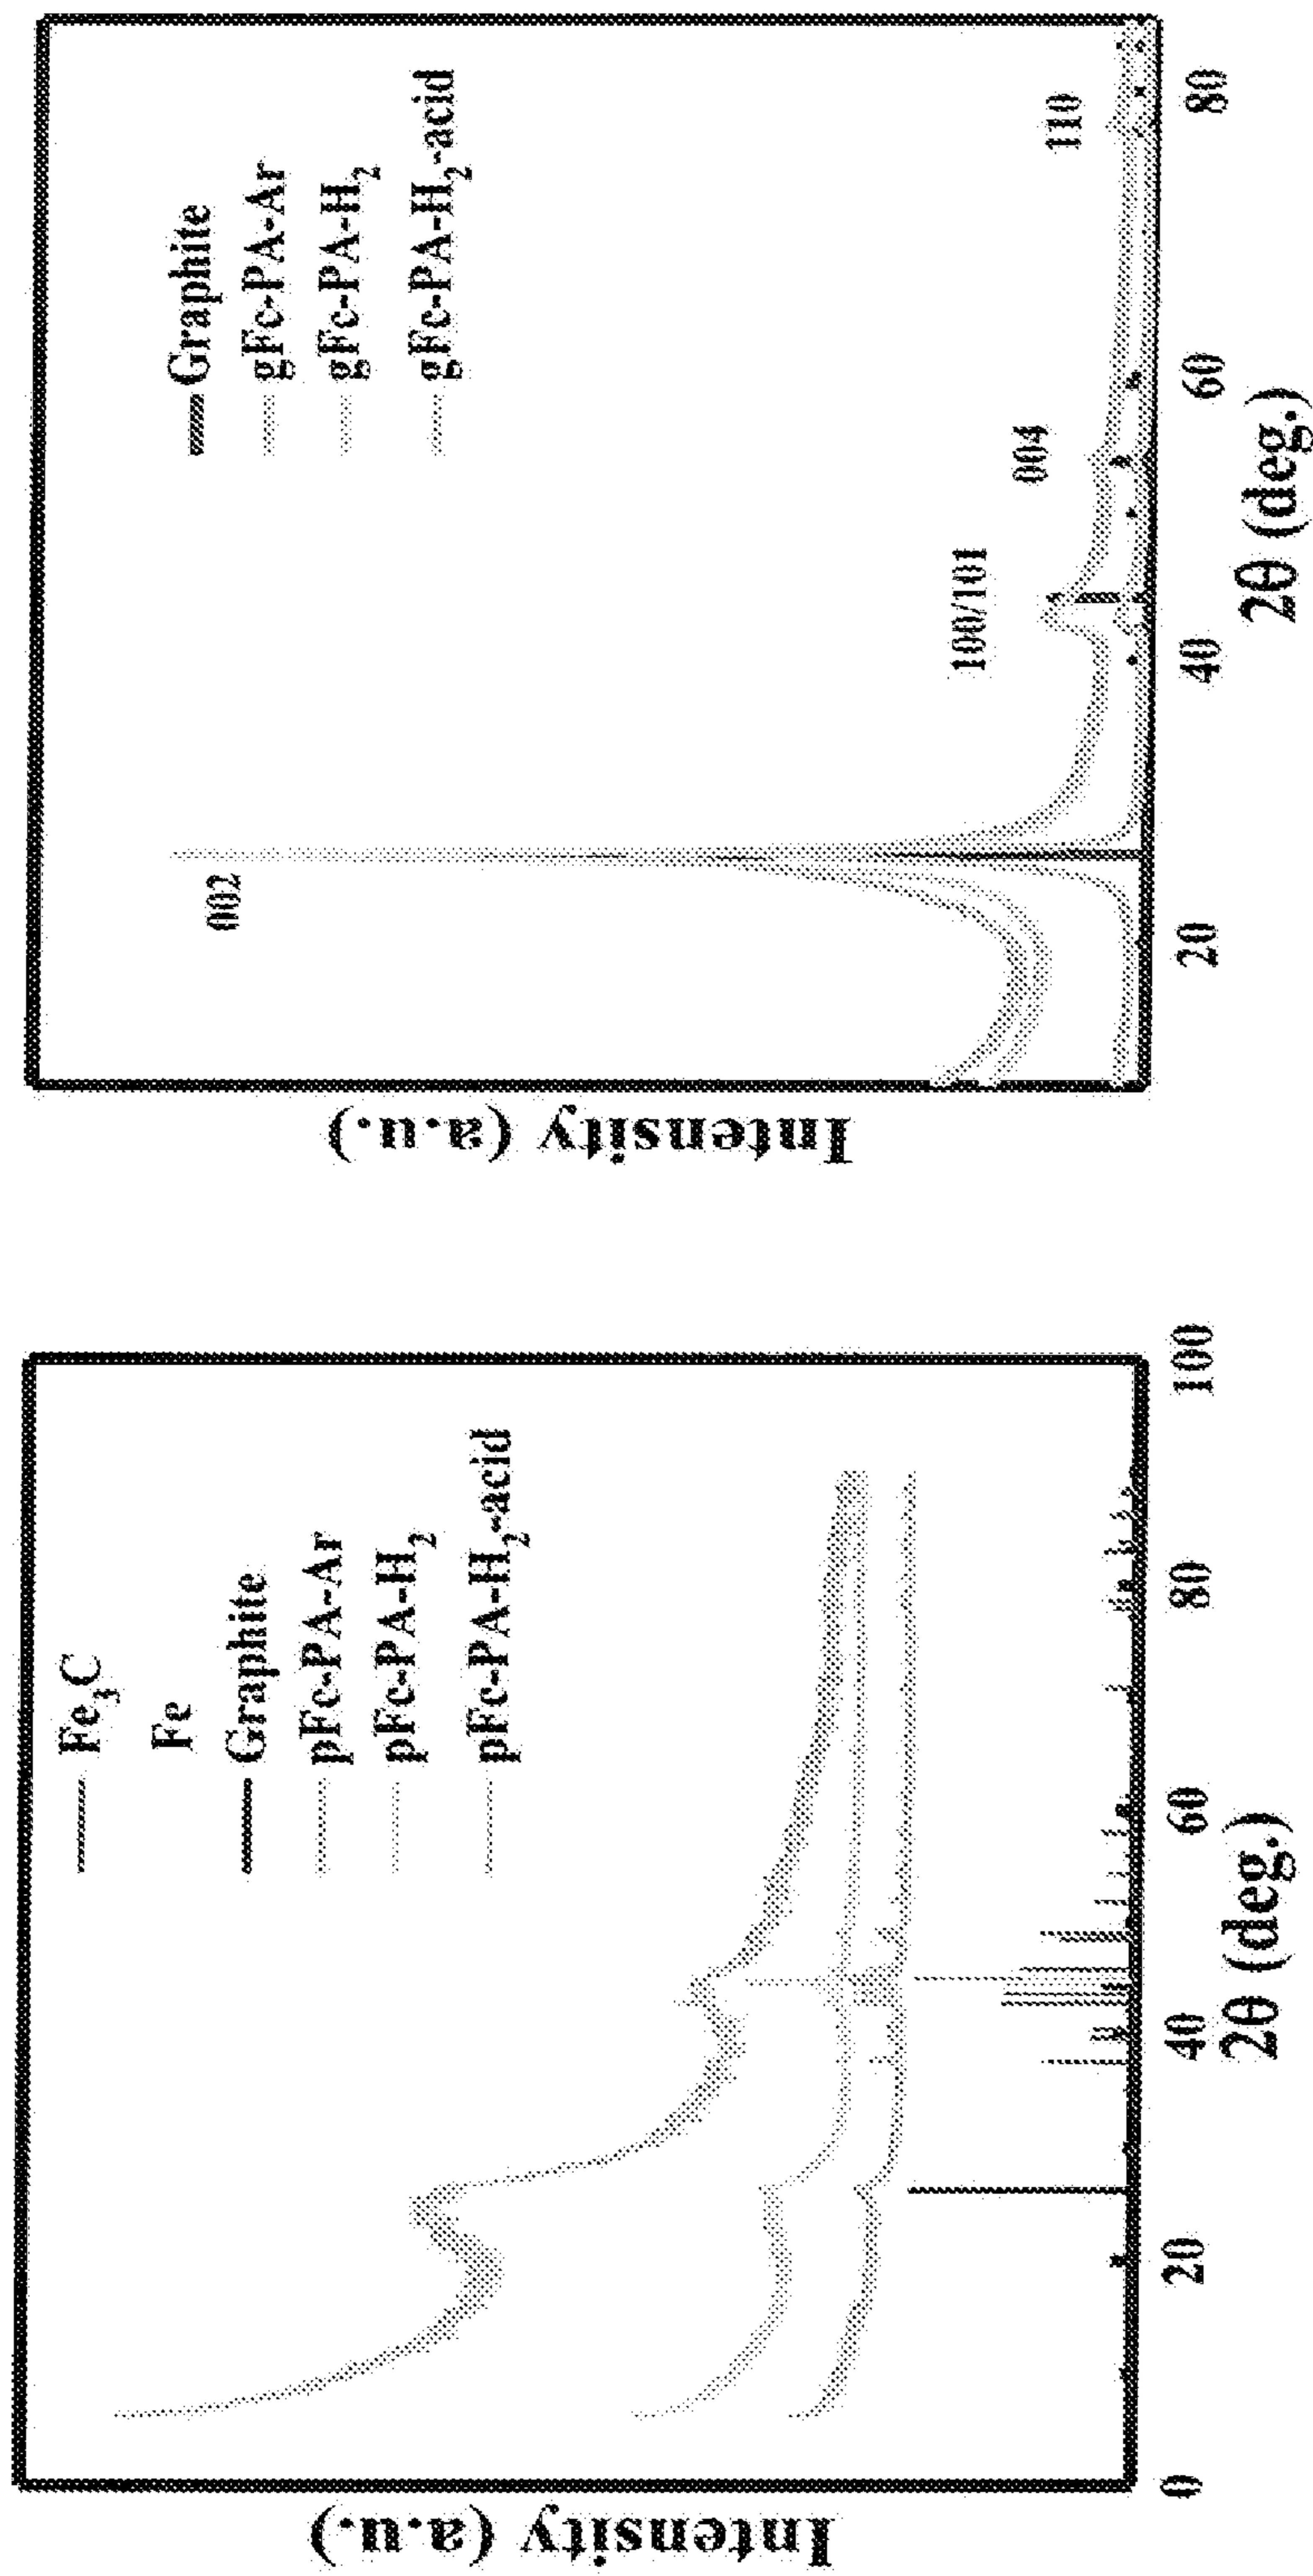 Intensity (a.u.)
Fe3C
Fe
Graphite
pFc-PA-Ar
pFc-PA-H2
pFc-PA-H2-acid
0
20
40
60
80
100
2θ (deg.)
Intensity (a.u.)
002
100/101
004
110
Graphite
gFc-PA-Ar
gFc-PA-H2
gFc-PA-H2-acid
20
40
60
80
2θ (deg.)